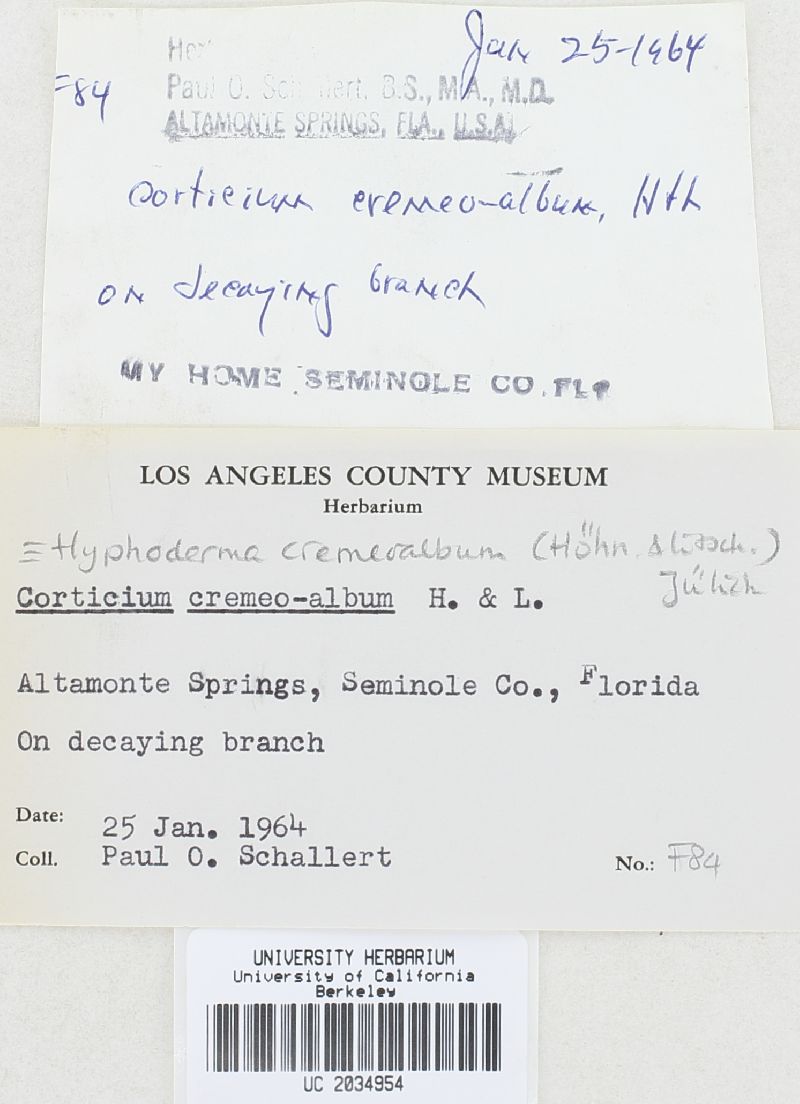 Jan 25-1964
F84
Paul O. Schallert. B.S., M.A., M.D.
ALTAMONTE SPRINGS, FLA., U.S.A.
Corticium cremeo-album, HtL
on decaying branch
MY HOME SEMINOLE CO. FLA
LOS ANGELES COUNTY MUSEUM
Herbarium
≡ Hyphoderma cremeoalbum (Höhn. & Litsch.)
Jülich
Corticium cremeo-album H. & L.
Altamonte Springs, Seminole Co., Florida
On decaying branch
Date: 25 Jan. 1964
Coll. Paul O. Schallert
No.: F84
UNIVERSITY HERBARIUM
University of California
Berkeley
UC 2034954